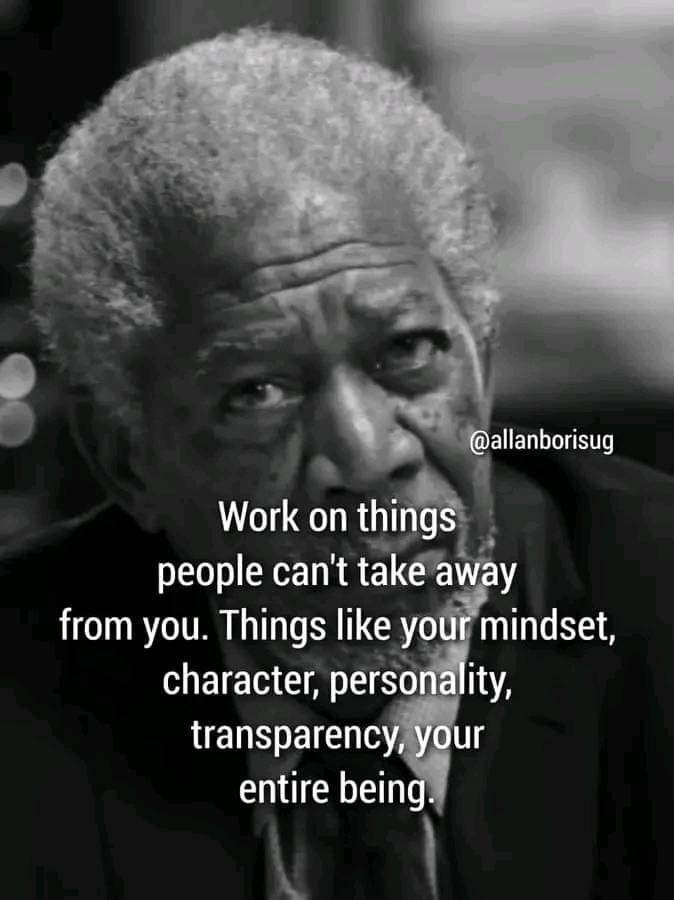 @allanborisug
Work on things
people can't take away
from you. Things like your mindset,
character, personality,
transparency, your
entire being.